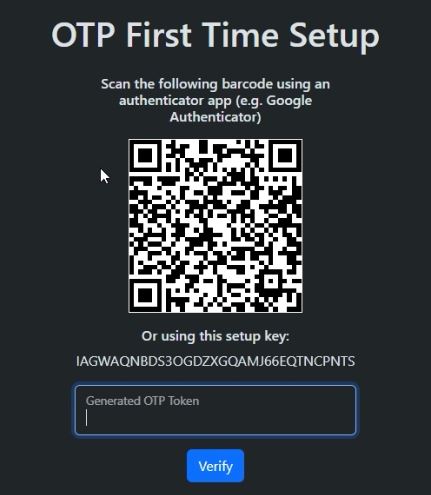 OTP First Time Setup
Scan the following barcode using an
authenticator app (e.g. Google
Authenticator)
Or using this setup key:
IAGWAQNBDS3OGDZXGQAMJ66EQTNCPNTS
Generated OTP Token
Verify